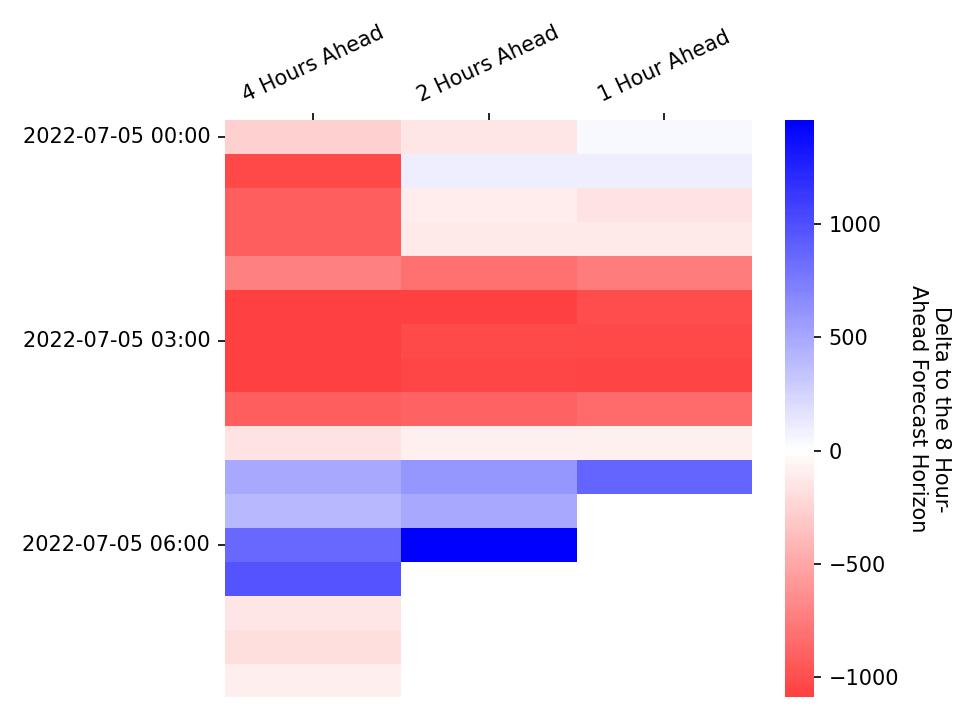 4 Hours Ahead
2 Hours Ahead
1 Hour Ahead
2022-07-05 00:00
2022-07-05 03:00
2022-07-05 06:00
1000
500
0
−500
−1000
Delta to the 8 Hour-
Ahead Forecast Horizon